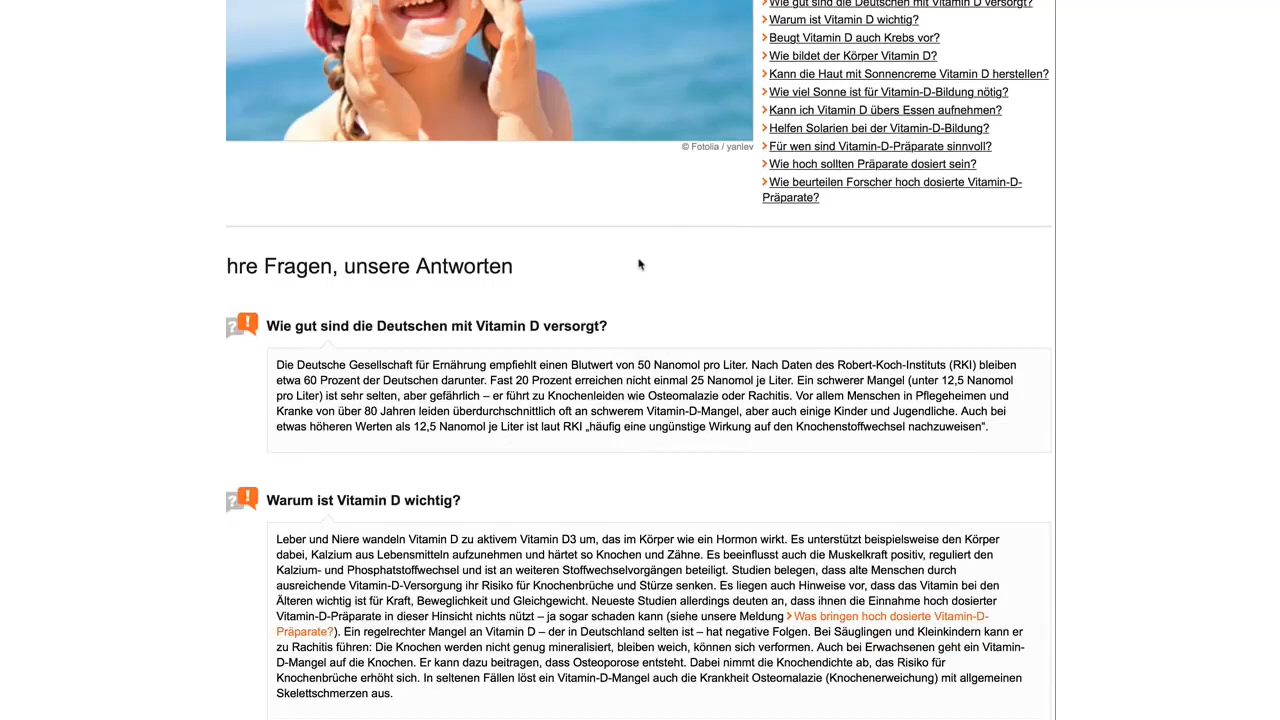 Wie gut sind die Deutschen mit Vitamin D versorgt?
Warum ist Vitamin D wichtig?
Beugt Vitamin D auch Krebs vor?
Wie bildet der Körper Vitamin D?
Kann die Haut mit Sonnencreme Vitamin D herstellen?
Wie viel Sonne ist für Vitamin-D-Bildung nötig?
Kann ich Vitamin D übers Essen aufnehmen?
Helfen Solarien bei der Vitamin-D-Bildung?
Für wen sind Vitamin-D-Präparate sinnvoll?
Wie hoch sollten Präparate dosiert sein?
Wie beurteilen Forscher hoch dosierte Vitamin-D-
Präparate?
© Fotolia / yanlev
hre Fragen, unsere Antworten
? !
Wie gut sind die Deutschen mit Vitamin D versorgt?
Die Deutsche Gesellschaft für Ernährung empfiehlt einen Blutwert von 50 Nanomol pro Liter. Nach Daten des Robert-Koch-Instituts (RKI) bleiben
etwa 60 Prozent der Deutschen darunter. Fast 20 Prozent erreichen nicht einmal 25 Nanomol je Liter. Ein schwerer Mangel (unter 12,5 Nanomol
pro Liter) ist sehr selten, aber gefährlich – er führt zu Knochenleiden wie Osteomalazie oder Rachitis. Vor allem Menschen in Pflegeheimen und
Kranke von über 80 Jahren leiden überdurchschnittlich oft an schwerem Vitamin-D-Mangel, aber auch einige Kinder und Jugendliche. Auch bei
etwas höheren Werten als 12,5 Nanomol je Liter ist laut RKI „häufig eine ungünstige Wirkung auf den Knochenstoffwechsel nachzuweisen“.
? !
Warum ist Vitamin D wichtig?
Leber und Niere wandeln Vitamin D zu aktivem Vitamin D3 um, das im Körper wie ein Hormon wirkt. Es unterstützt beispielsweise den Körper
dabei, Kalzium aus Lebensmitteln aufzunehmen und härtet so Knochen und Zähne. Es beeinflusst auch die Muskelkraft positiv, reguliert den
Kalzium- und Phosphatstoffwechsel und ist an weiteren Stoffwechselvorgängen beteiligt. Studien belegen, dass alte Menschen durch
ausreichende Vitamin-D-Versorgung ihr Risiko für Knochenbrüche und Stürze senken. Es liegen auch Hinweise vor, dass das Vitamin bei den
Älteren wichtig ist für Kraft, Beweglichkeit und Gleichgewicht. Neueste Studien allerdings deuten an, dass ihnen die Einnahme hoch dosierter
Vitamin-D-Präparate in dieser Hinsicht nichts nützt – ja sogar schaden kann (siehe unsere Meldung Was bringen hoch dosierte Vitamin-D-
Präparate?). Ein regelrechter Mangel an Vitamin D – der in Deutschland selten ist – hat negative Folgen. Bei Säuglingen und Kleinkindern kann er
zu Rachitis führen: Die Knochen werden nicht genug mineralisiert, bleiben weich, können sich verformen. Auch bei Erwachsenen geht ein Vitamin-
D-Mangel auf die Knochen. Er kann dazu beitragen, dass Osteoporose entsteht. Dabei nimmt die Knochendichte ab, das Risiko für
Knochenbrüche erhöht sich. In seltenen Fällen löst ein Vitamin-D-Mangel auch die Krankheit Osteomalazie (Knochenerweichung) mit allgemeinen
Skelettschmerzen aus.